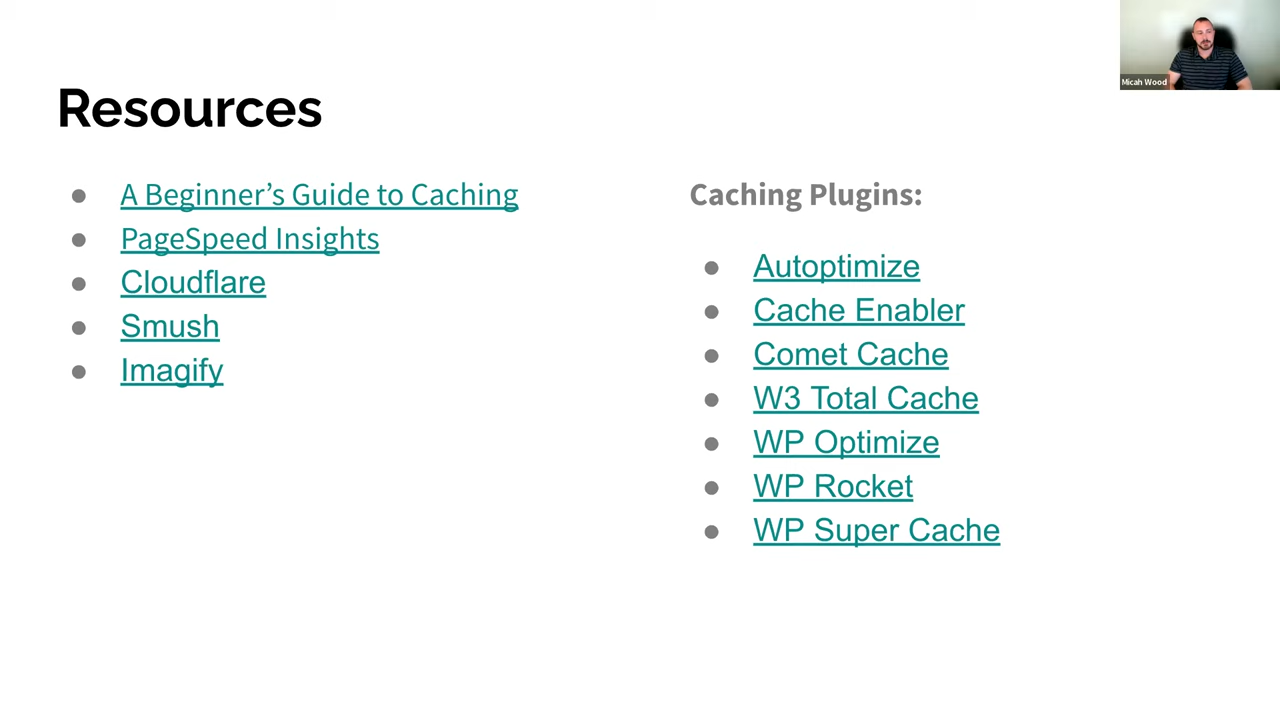 Micah Wood
Resources
A Beginner’s Guide to Caching
PageSpeed Insights
Cloudflare
Smush
Imagify
Caching Plugins:
Autoptimize
Cache Enabler
Comet Cache
W3 Total Cache
WP Optimize
WP Rocket
WP Super Cache